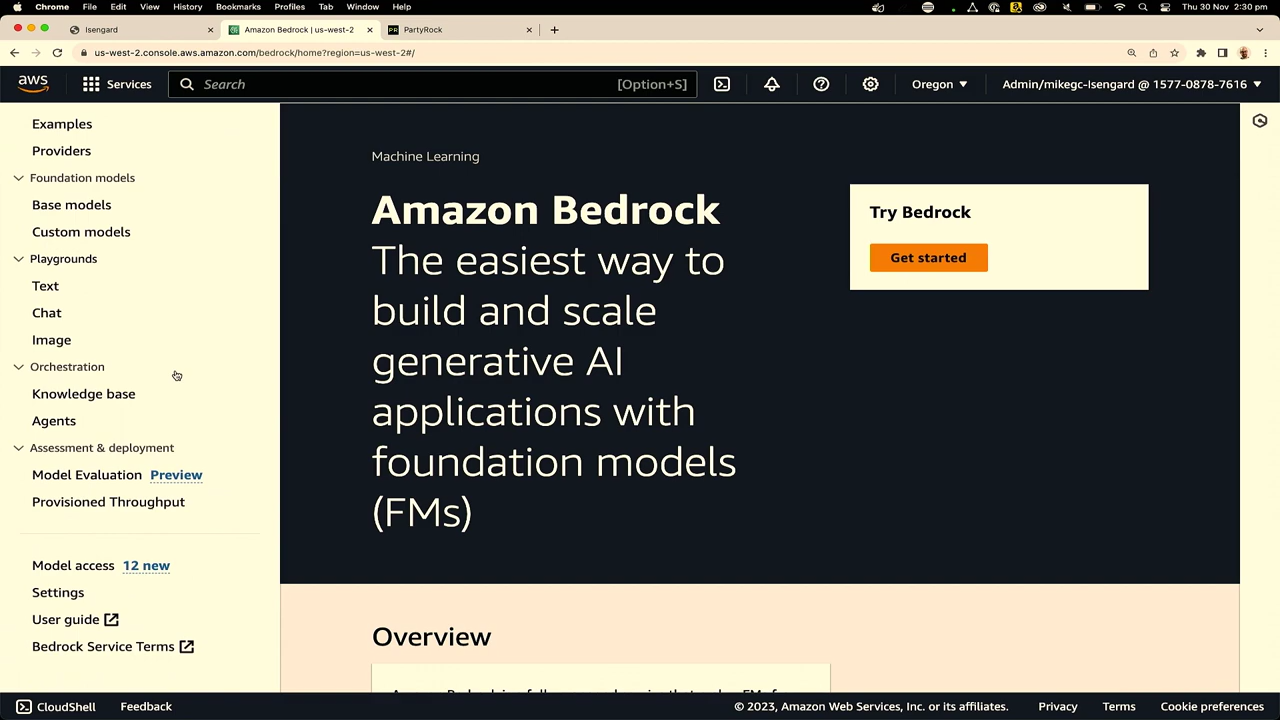 Chrome File Edit View History Bookmarks Profiles Tab Window Help Thu 30 Nov 2:30 pm
Isengard Amazon Bedrock | us-west-2 PR PartyRock
us-west-2.console.aws.amazon.com/bedrock/home?region=us-west-2#/
aws Services Search [Option+S] Oregon Admin/mikegc-Isengard @ 1577-0878-7616
Examples
Providers
Foundation models
Base models
Custom models
Playgrounds
Text
Chat
Image
Orchestration
Knowledge base
Agents
Assessment & deployment
Model Evaluation Preview
Provisioned Throughput
Model access 12 new
Settings
User guide
Bedrock Service Terms
Machine Learning
Amazon Bedrock
The easiest way to
build and scale
generative AI
applications with
foundation models
(FMs)
Try Bedrock
Get started
Overview
CloudShell Feedback © 2023, Amazon Web Services, Inc. or its affiliates. Privacy Terms Cookie preferences